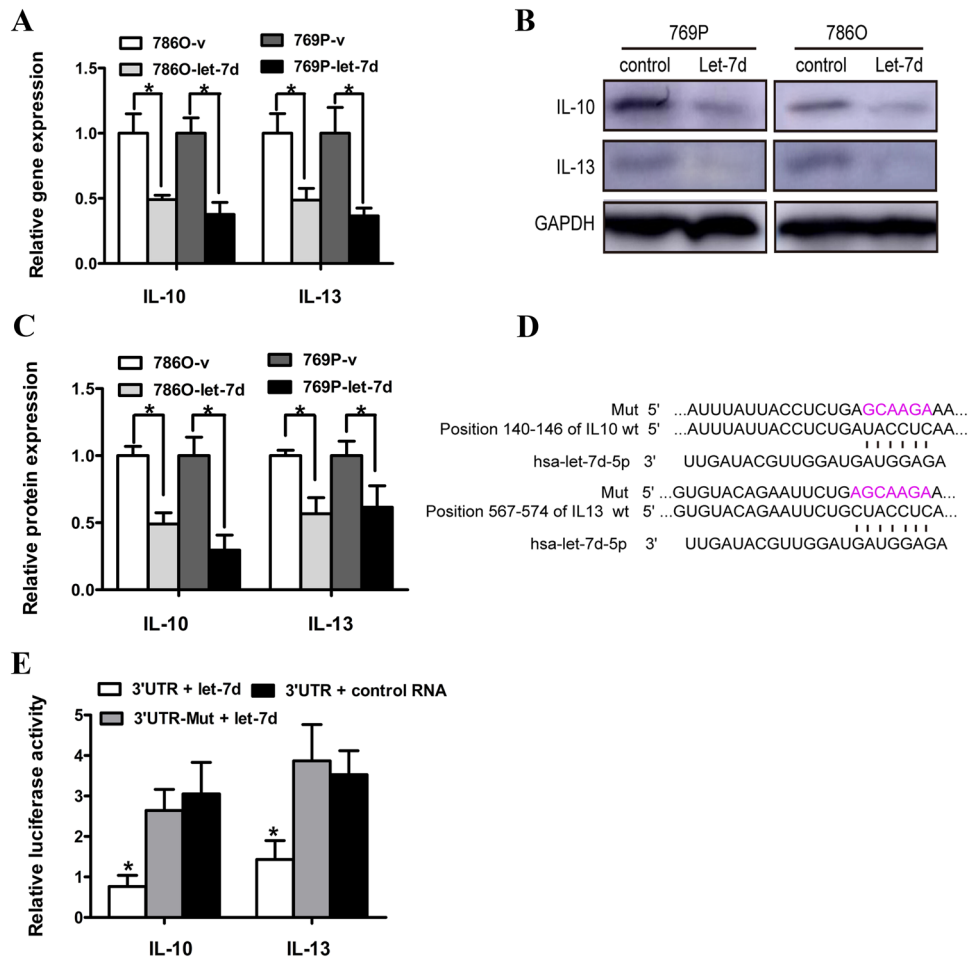 A
786O-v
769P-v
786O-let-7d
769P-let-7d
Relative gene expression
1.5
1.0
0.5
0.0
* * * *
IL-10 IL-13
B
769P 786O
control Let-7d control Let-7d
IL-10
IL-13
GAPDH
C
786O-v
769P-v
786O-let-7d
769P-let-7d
Relative protein expression
1.5
1.0
0.5
0.0
* * * *
IL-10 IL-13
D
Mut 5' ...AUUUAUUACCUCUGAGCAAGAAA...
Position 140-146 of IL10 wt 5' ...AUUUAUUACCUCUGAUACCUCAA...
hsa-let-7d-5p 3' UUGAUACGUUGGAUGAUGGAGA
Mut 5' ...GUGUACAGAAUUCUGAGCAAGAA...
Position 567-574 of IL13 wt 5' ...GUGUACAGAAUUCUGCUACCUCA...
hsa-let-7d-5p 3' UUGAUACGUUGGAUGAUGGAGA
E
3'UTR + let-7d 3'UTR + control RNA
3'UTR-Mut + let-7d
Relative luciferase activity
5
4
3
2
1
0
* *
IL-10 IL-13